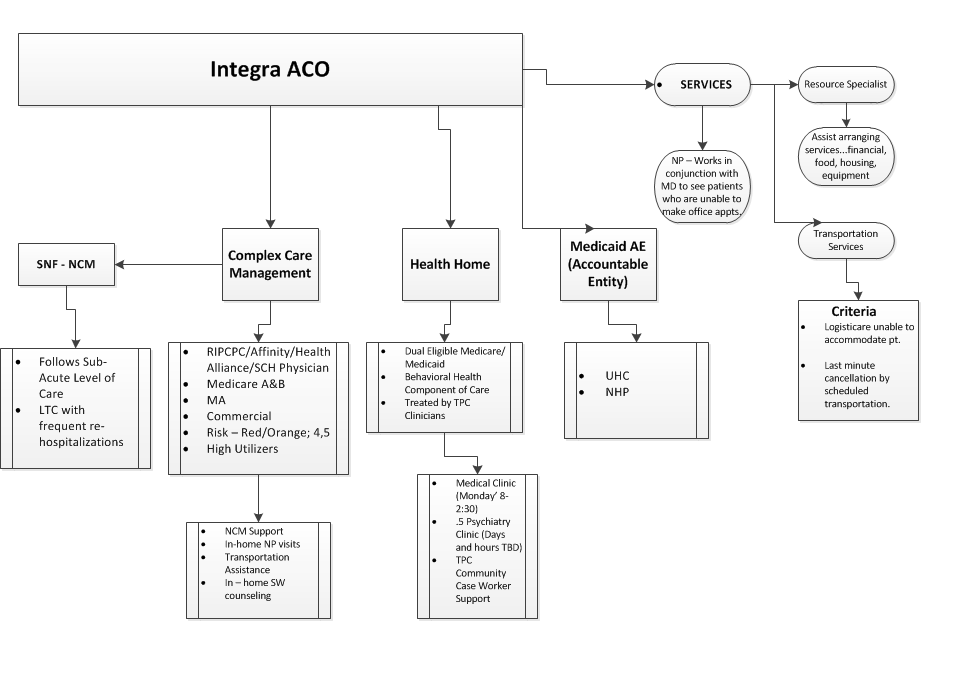 Integra ACO
• SERVICES
Resource Specialist
Assist arranging
services...financial,
food, housing,
equipment
NP – Works in
conjunction with
MD to see patients
who are unable to
make office appts.
Transportation
Services
Criteria
• Logisticare unable to
accommodate pt.
• Last minute
cancellation by
scheduled
transportation.
SNF - NCM
Complex Care
Management
Health Home
Medicaid AE
(Accountable
Entity)
• Follows Sub-
Acute Level of
Care
• LTC with
frequent re-
hospitalizations
• RIPCPC/Affinity/Health
Alliance/SCH Physician
• Medicare A&B
• MA
• Commercial
• Risk – Red/Orange; 4,5
• High Utilizers
• Dual Eligible Medicare/
Medicaid
• Behavioral Health
Component of Care
• Treated by TPC
Clinicians
• UHC
• NHP
• NCM Support
• In-home NP visits
• Transportation
Assistance
• In – home SW
counseling
• Medical Clinic
(Monday’ 8-
2:30)
• .5 Psychiatry
Clinic (Days
and hours TBD)
• TPC
Community
Case Worker
Support